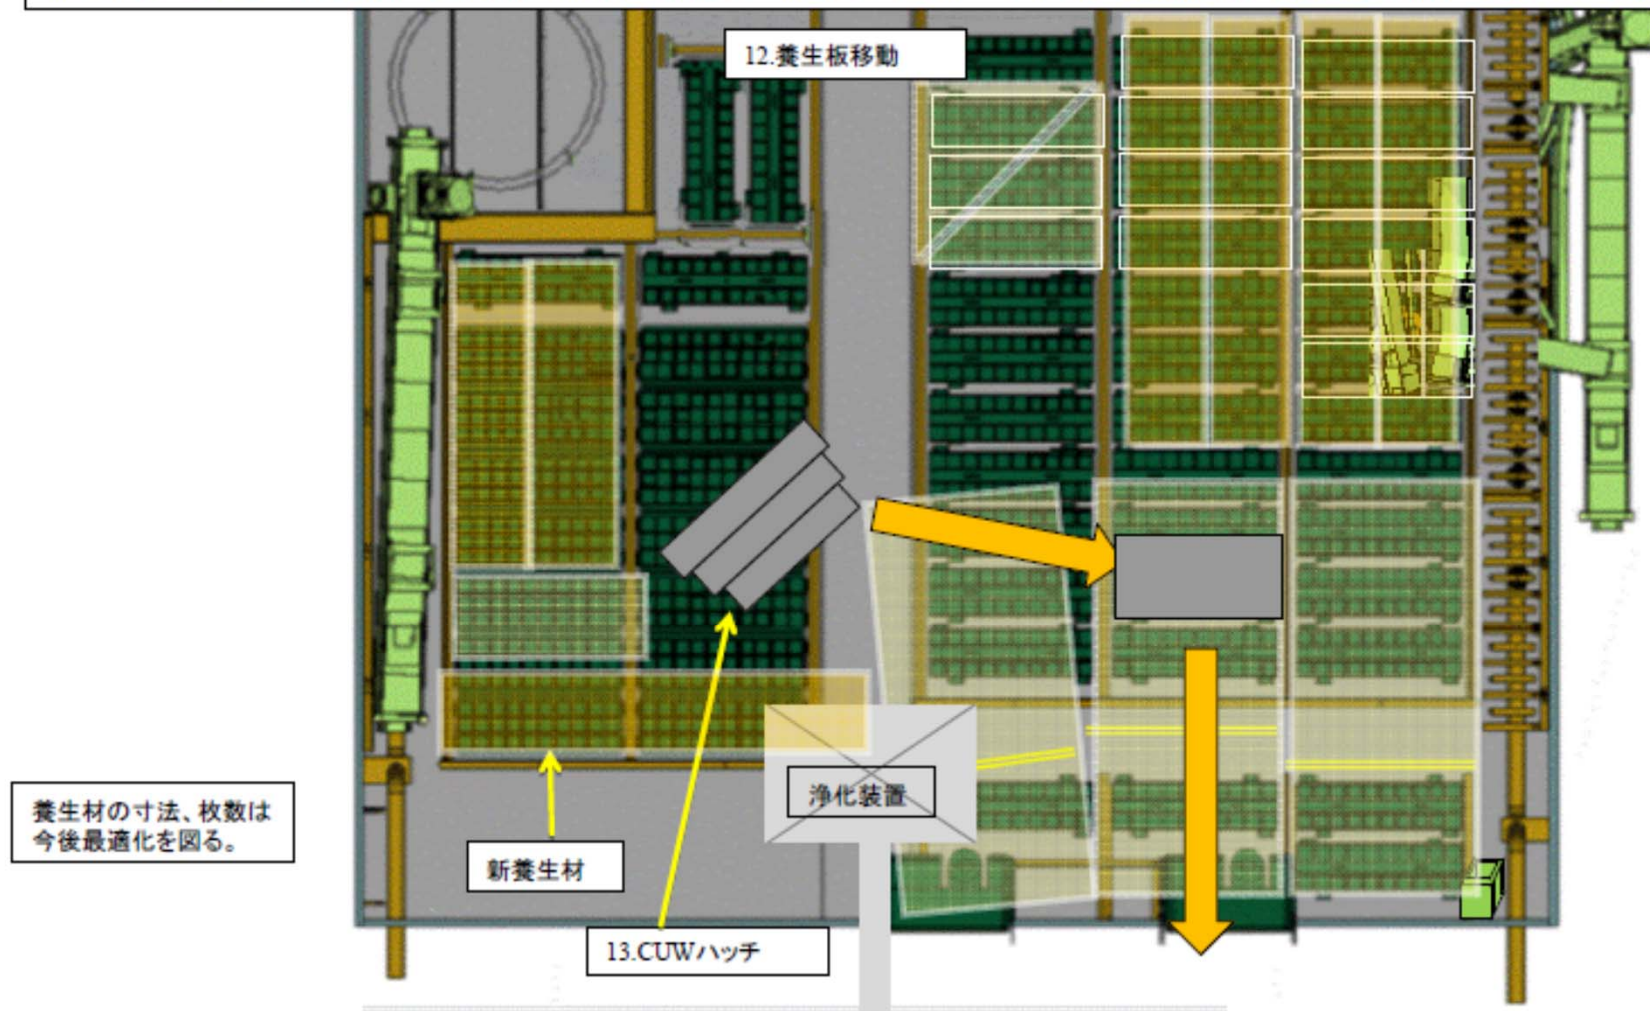 12.養生板移動
浄化装置
養生材の寸法、枚数は
今後最適化を図る。
新養生材
13.CUWハッチ